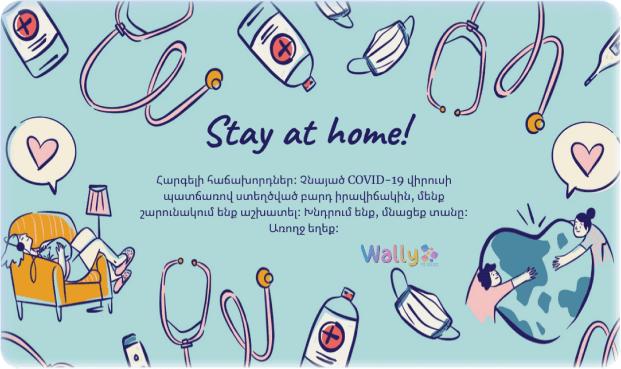 Stay at home!
Հարգելի հաճախորդներ: Չնայած COVID-19 վիրուսի
պատճառով ստեղծված բարդ իրավիճակին, մենք
շարունակում ենք աշխատել: Խնդրում ենք, մնացեք տանը:
Առողջ եղեք:
Wally